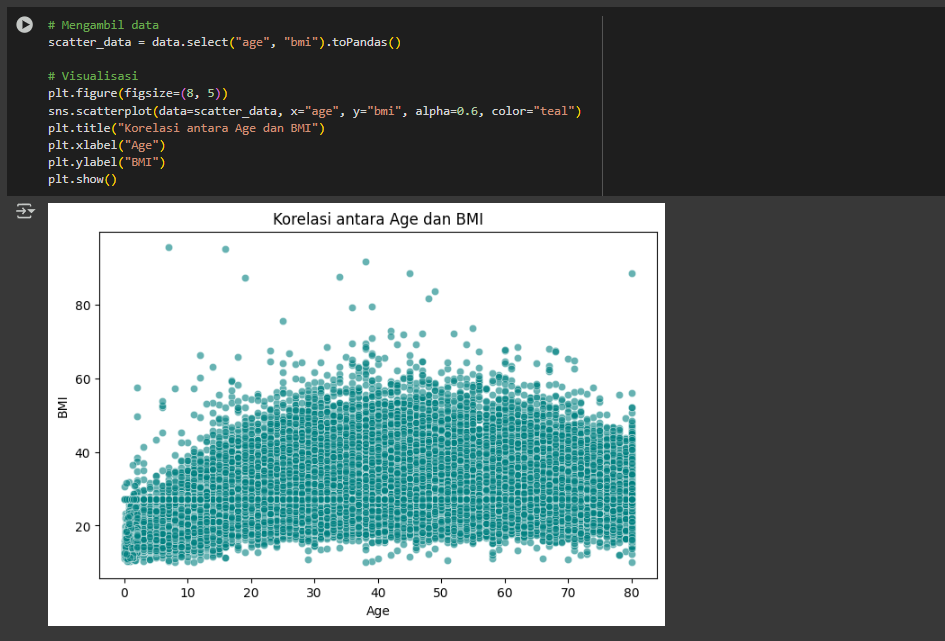 # Mengambil data
scatter_data = data.select("age", "bmi").toPandas()
# Visualisasi
plt.figure(figsize=(8, 5))
sns.scatterplot(data=scatter_data, x="age", y="bmi", alpha=0.6, color="teal")
plt.title("Korelasi antara Age dan BMI")
plt.xlabel("Age")
plt.ylabel("BMI")
plt.show()
Korelasi antara Age dan BMI
BMI
80
60
40
20
0 10 20 30 40 50 60 70 80
Age